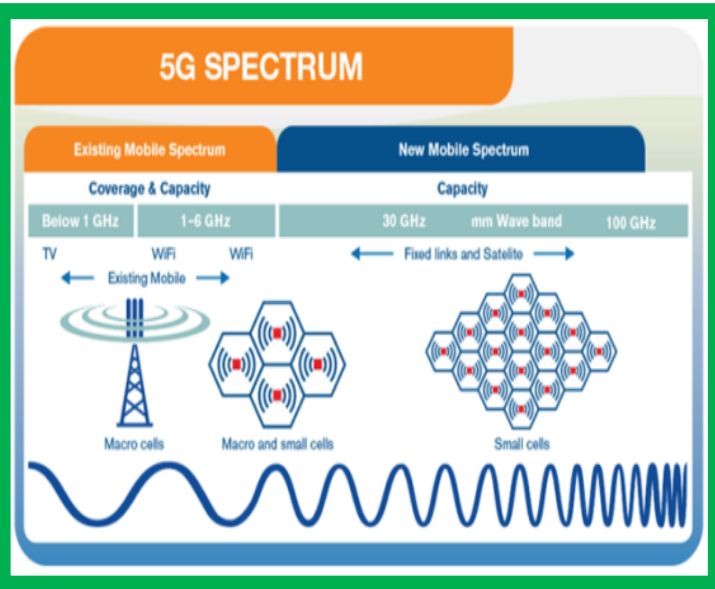 5G SPECTRUM
Existing Mobile Spectrum
New Mobile Spectrum
Coverage & Capacity
Capacity
Below 1 GHz
1-6 GHz
30 GHz
mm Wave band
100 GHz
TV
WiFi
WiFi
Fixed links and Satelite
Existing Mobile
Macro cells
Macro and small cells
Small cells